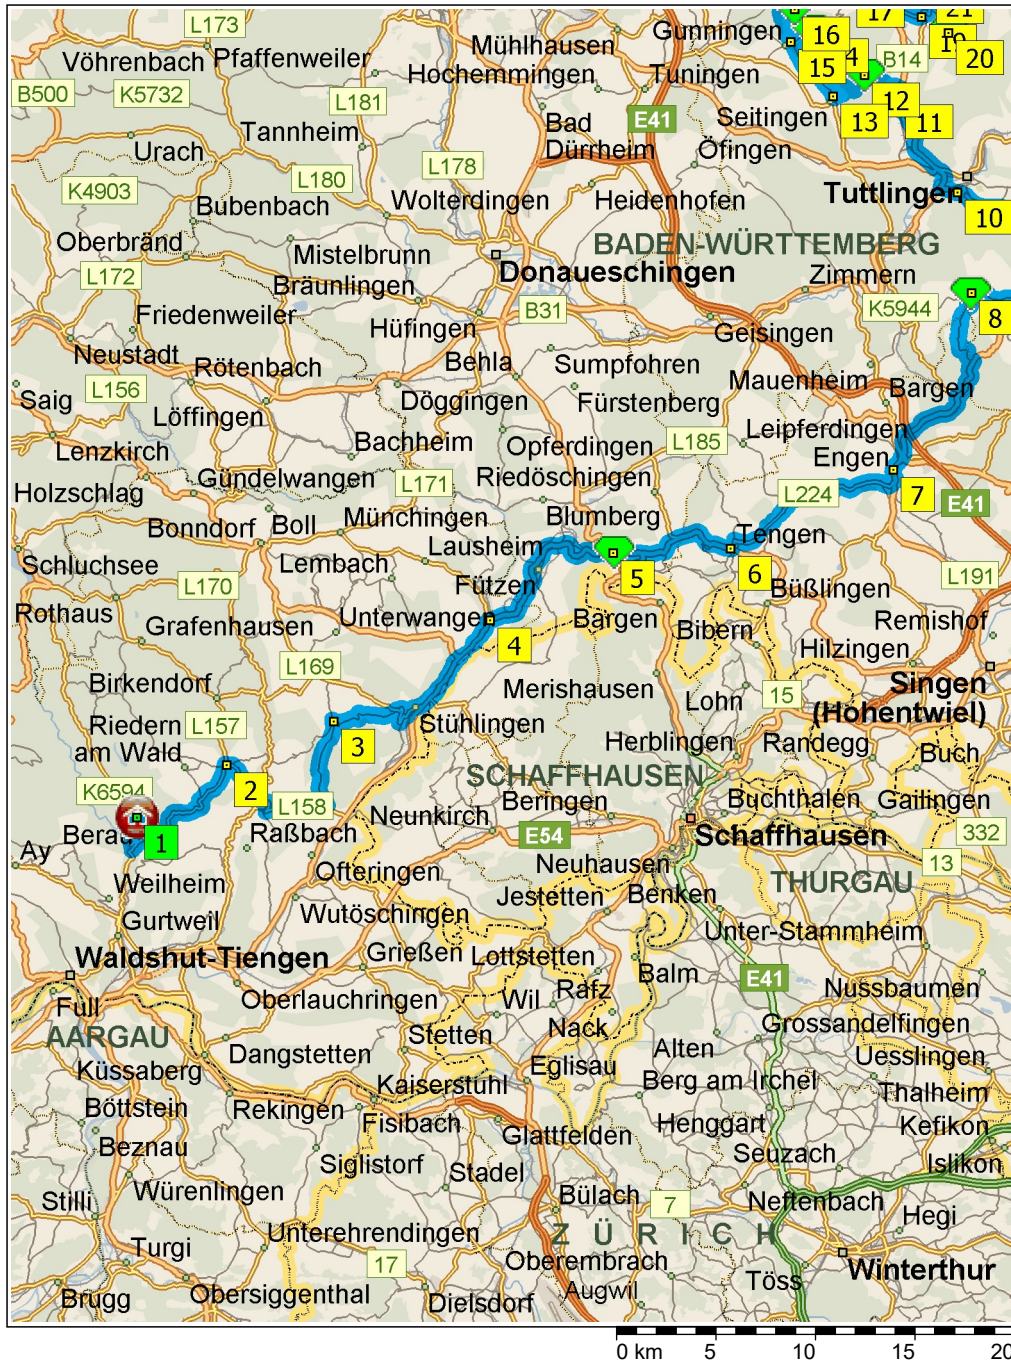 L173
Vöhrenbach
Pfaffenweiler
Mühlhausen
Gunningen
16
17
21
4
19
20
B500
K5732
L181
Hochemmingen
Tuningen
15
B14
Tannheim
Bad
Dürrheim
E41
Seitingen
13
12
11
Urach
L180
L178
Öfingen
K4903
Bubenbach
Wolterdingen
Heidenhofen
Tuttlingen
10
Oberbränd
Mistelbrunn
BADEN-WÜRTTEMBERG
L172
Bräunlingen
Donaueschingen
Zimmern
Friedenweiler
Hüfingen
B31
K5944
8
Neustadt
Rötenbach
Behla
Geisingen
L156
Sumpfohren
Mauenheim
Bargen
Saig
Löffingen
Döggingen
Fürstenberg
Lenzkirch
Bachheim
Opferdingen
L185
Leipferdingen
Engen
Holzschlag
Gündelwangen
L171
Riedöschingen
L224
7
E41
Bonndorf
Boll
Münchingen
Blumberg
Schluchsee
Lembach
Lausheim
Tengen
L170
Fützen
5
6
L191
Rothaus
Büßlingen
Grafenhausen
Unterwange
4
Bargen
Bibern
Remishof
L169
Hilzingen
Birkendorf
Merishausen
Lohn
15
Singen
(Hohentwiel)
Riedern
am Wald
L157
3
Stühlingen
Herblingen
Randegg
Buch
K6594
2
L158
SCHAFFHAUSEN
Beringen
Buchthalen
Gailingen
Bera
1
Raßbach
Neunkirch
E54
Schaffhausen
332
Ay
Ofteringen
Neuhausen
13
Weilheim
Jestetten
Benken
THURGAU
Gurtweil
Wutöschingen
Unter-Stammheim
Waldshut-Tiengen
Grießen
Lottstetten
Balm
E41
Full
Oberlauchringen
Wil
Rafz
Nussbaumen
AARGAU
Stetten
Nack
Grossandelfingen
Dangstetten
Alten
Uesslingen
Küssaberg
Kaiserstuhl
Eglisau
Berg am Irchel
Thalheim
Böttstein
Rekingen
Fisibach
Henggart
Kefikon
Beznau
Glattfelden
Siglistorf
Stadel
Seuzach
Islikon
Stilli
Würenlingen
Bülach
7
Neftenbach
Hegi
Turgi
Unterehrendingen
ZÜRICH
17
Oberembrach
Winterthur
Brugg
Obersiggenthal
Dielsdorf
Augwil
Töss
0 km 5 10 15 20